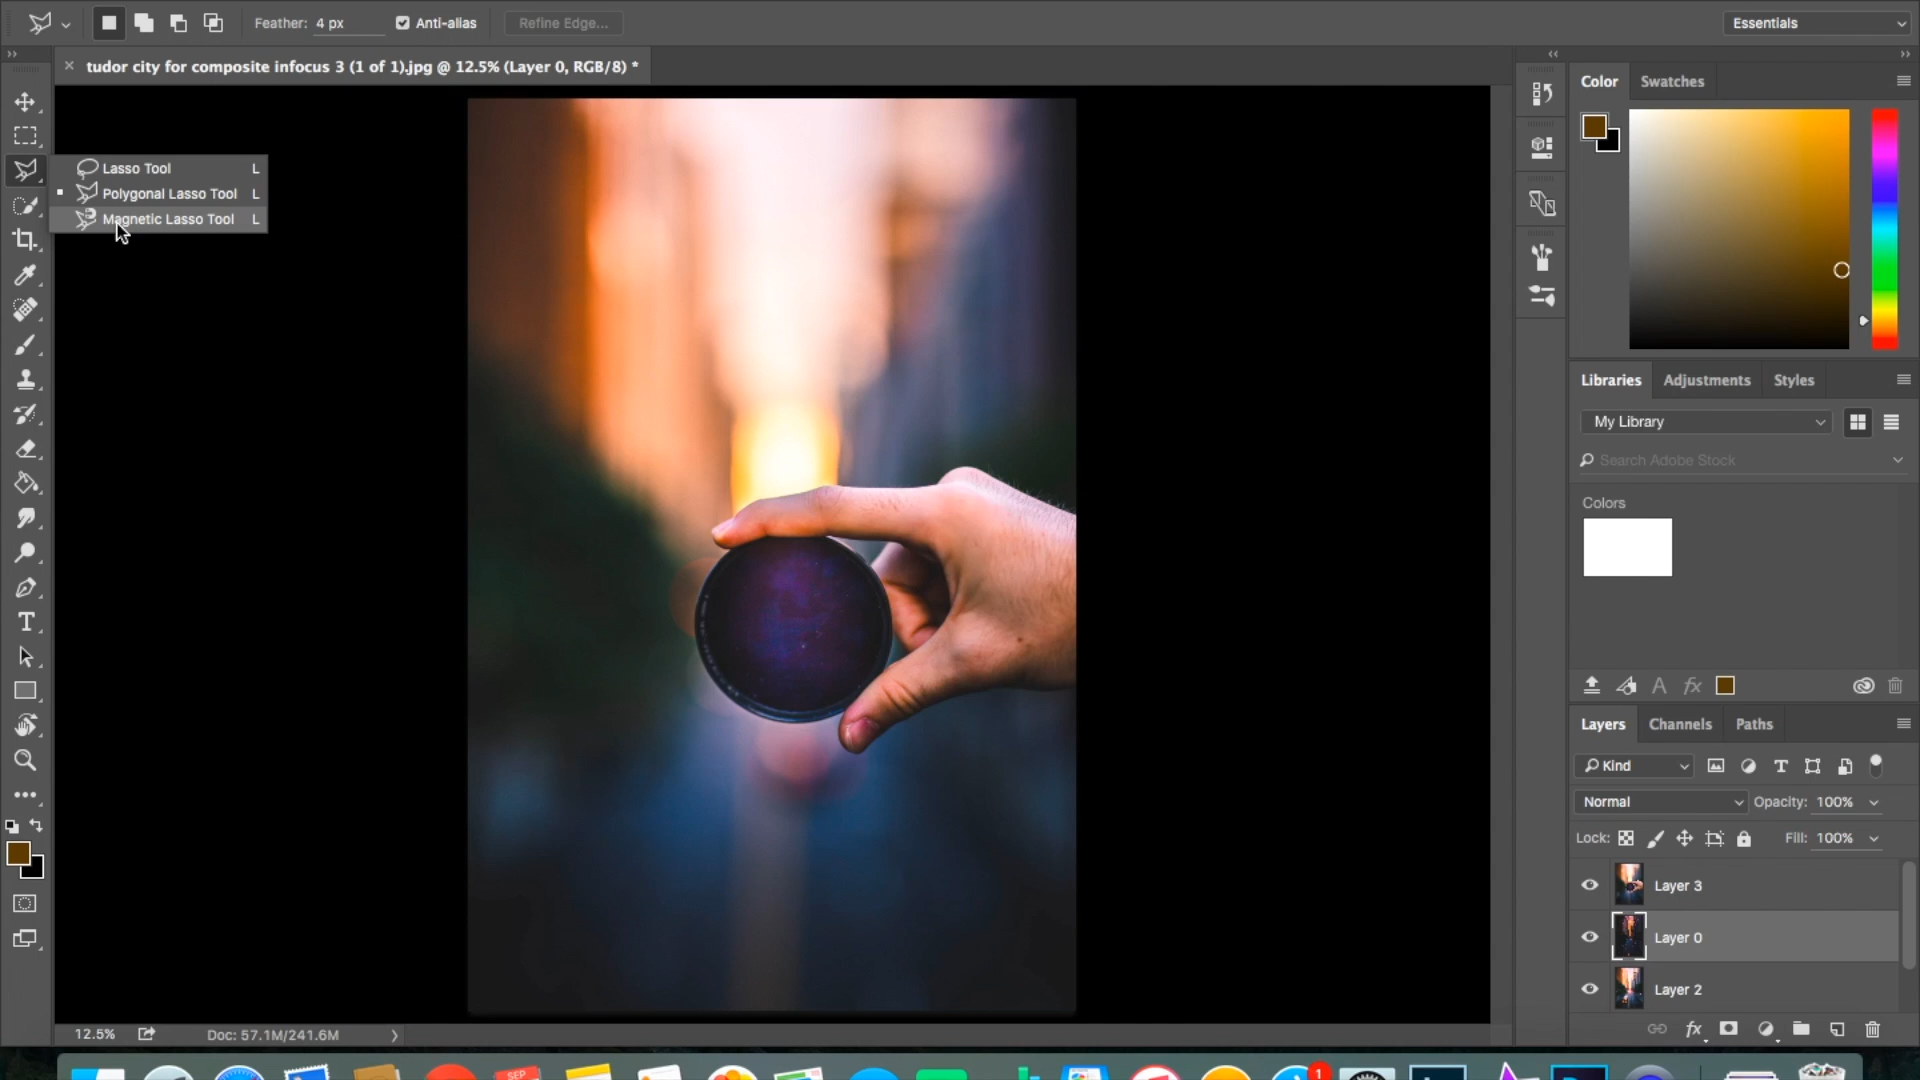 Feather: 4 px Anti-alias Refine Edge... Essentials
tudor city for composite infocus 3 (1 of 1).jpg @ 12.5% (Layer 0, RGB/8) *
Color Swatches
Lasso Tool L
Polygonal Lasso Tool L
Magnetic Lasso Tool L
Libraries Adjustments Styles
My Library
Search Adobe Stock
Colors
Layers Channels Paths
Kind
Normal Opacity: 100%
Lock: Fill: 100%
Layer 3
Layer 0
Layer 2
12.5% Doc: 57.1M/241.6M
SEP
1